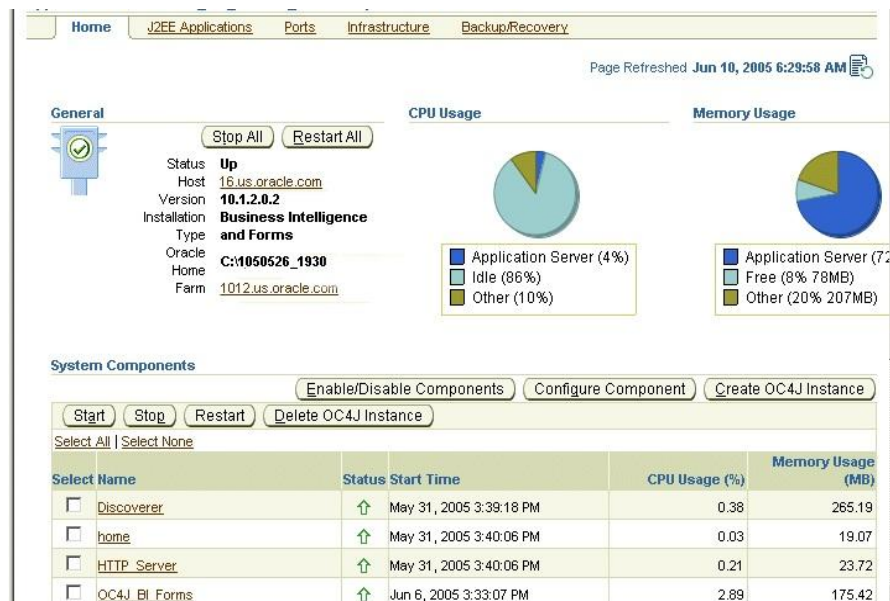 Home J2EE Applications Ports Infrastructure Backup/Recovery
Page Refreshed Jun 10, 2005 6:29:58 AM
General
Stop All Restart All
Status Up
Host 16.us.oracle.com
Version 10.1.2.0.2
Installation Type Business Intelligence and Forms
Oracle Home C:\1050526_1930
Farm 1012.us.oracle.com
CPU Usage
Application Server (4%)
Idle (86%)
Other (10%)
Memory Usage
Application Server (72
Free (8% 78MB)
Other (20% 207MB)
System Components
Enable/Disable Components Configure Component Create OC4J Instance
Start Stop Restart Delete OC4J Instance
Select All | Select None
Select Name Status Start Time CPU Usage (%) Memory Usage (MB)
Discoverer May 31, 2005 3:39:18 PM 0.38 265.19
home May 31, 2005 3:40:06 PM 0.03 19.07
HTTP_Server May 31, 2005 3:40:06 PM 0.21 23.72
OC4J_BI_Forms Jun 6, 2005 3:33:07 PM 2.89 175.42